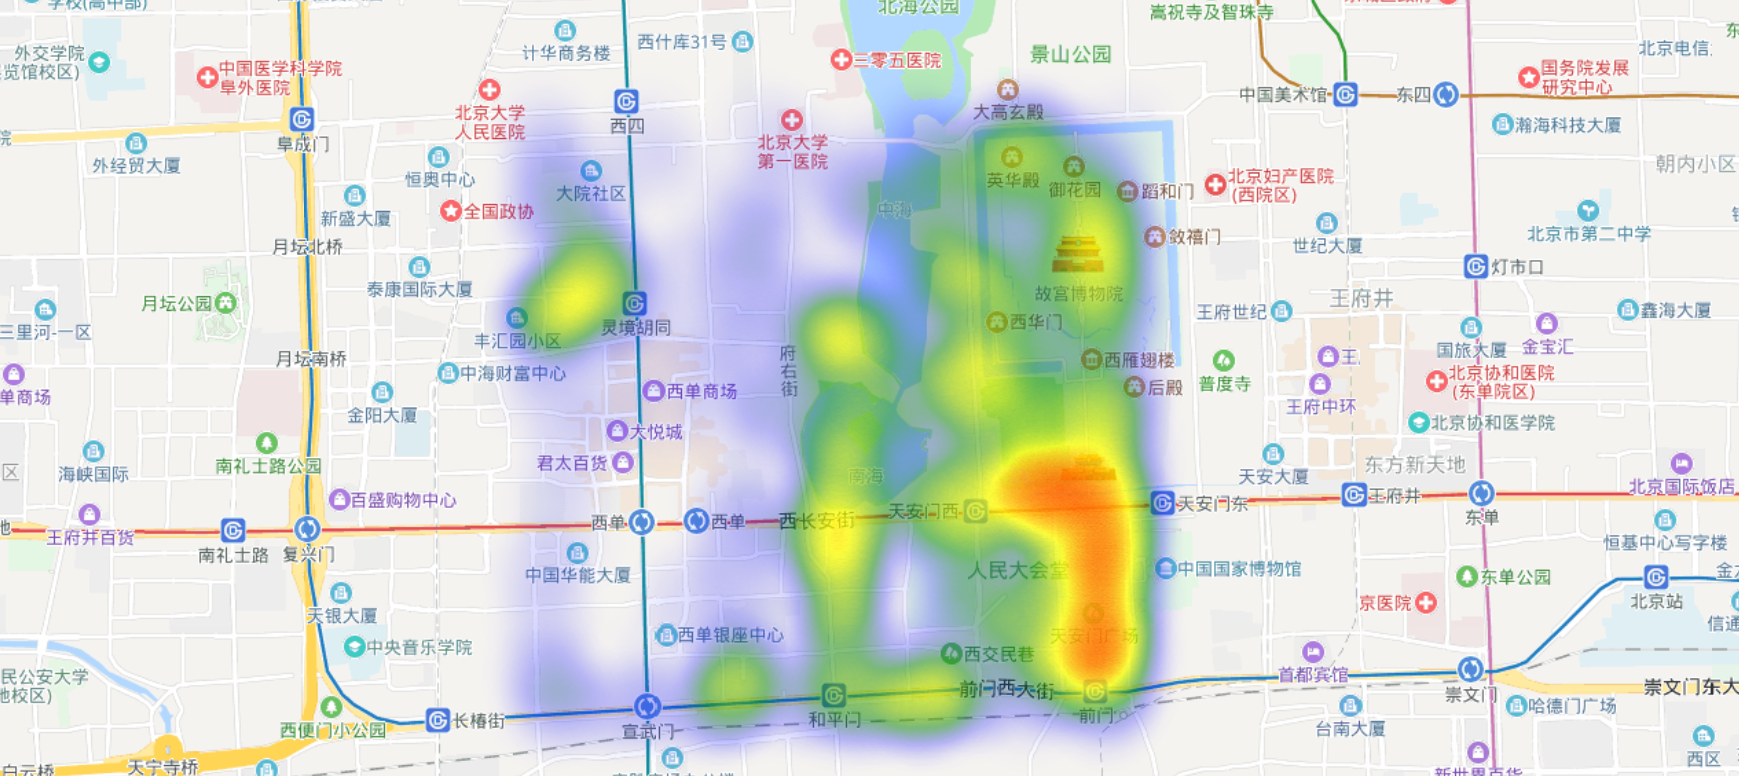 学校(高中部)
北海公园
嵩祝寺及智珠寺
外交学院
览馆校区)
计华商务楼
西什库31号
三零五医院
景山公园
北京电信
中国医学科学院
阜外医院
国务院发展
研究中心
北京大学
人民医院
西四
大高玄殿
中国美术馆
东四
瀚海科技大厦
阜成门
北京大学
第一医院
外经贸大厦
恒奥中心
大院社区
英华殿
御花园
蹈和门
北京妇产医院
(西院区)
朝内小区
新盛大厦
全国政协
中海
敛禧门
世纪大厦
北京市第二中学
月坛北桥
泰康国际大厦
故宫博物院
灯市口
月坛公园
王府世纪
王府井
鑫海大厦
三里河-一区
丰汇园小区
灵境胡同
西华门
月坛南桥
府右街
西雁翅楼
普度寺
王.
国旅大厦
金宝汇
单商场
中海财富中心
西单商场
后殿
北京协和医院
(东单院区)
金阳大厦
王府中环
北京协和医学院
大悦城
海峡国际
南礼士路公园
君太百货
南海
天安大厦
东方新天地
北京国际饭店
百盛购物中心
王府井百货
南礼士路
复兴门
西单
西单
西长安街
天安门西
天安门东
王府井
东单
中国华能大厦
人民大会堂
中国国家博物馆
恒基中心写字楼
东单公园
北京站
天银大厦
京医院
信通
中央音乐学院
西单银座中心
天安门广场
西交民巷
民公安大学
地校区)
首都宾馆
崇文门
崇文门东大
前门西大街
西便门小公园
长椿街
宣武门
和平门
前门
台南大厦
哈德门广场
西区
白云桥
天宁寺桥
新世界百货